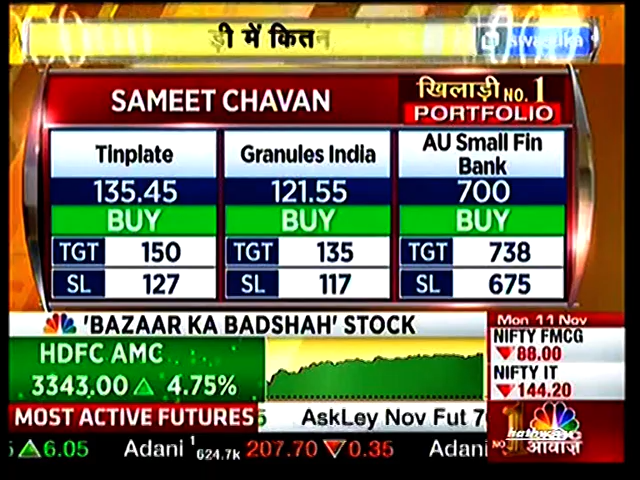 ड़ी में कितन
SAMEET CHAVAN
खिलाड़ी NO.1
PORTFOLIO
Tinplate
135.45
BUY
TGT 150
SL 127
Granules India
121.55
BUY
TGT 135
SL 117
AU Small Fin
Bank
700
BUY
TGT 738
SL 675
'BAZAAR KA BADSHAH' STOCK
HDFC AMC
3343.00 ▲ 4.75%
Mon 11 Nov
NIFTY FMCG
▼88.00
NIFTY IT
▼144.20
MOST ACTIVE FUTURES
AskLey Nov Fut
▲6.05 Adani 624.7k 207.70 ▼0.35 Adani
NO.1
आवाज़